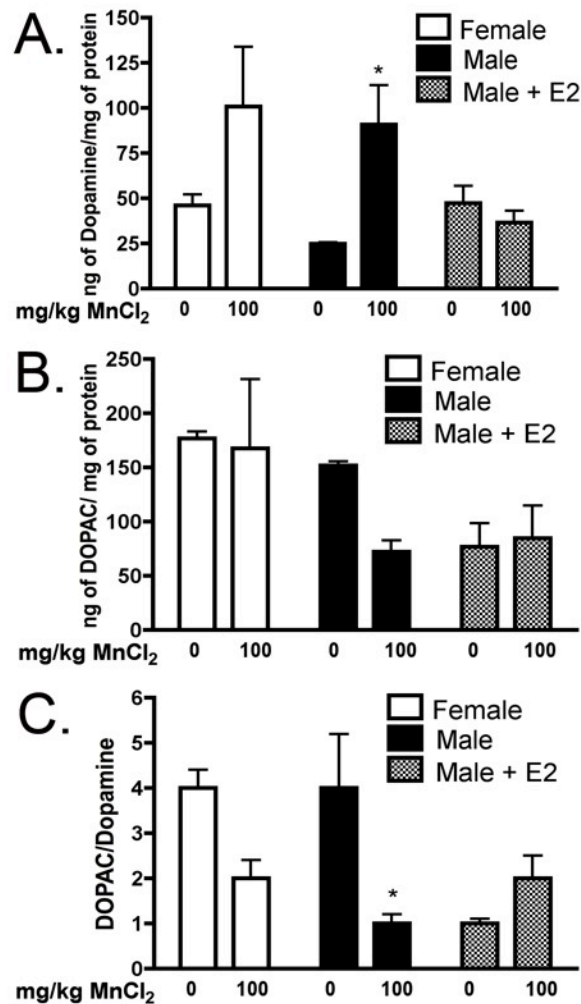 A.
ng of Dopamine/mg of protein
150
125
100
75
50
25
0
Female
Male
Male + E2
*
mg/kg MnCl₂ 0 100 0 100 0 100
B.
ng of DOPAC/ mg of protein
250
200
150
100
50
0
Female
Male
Male + E2
mg/kg MnCl₂ 0 100 0 100 0 100
C.
DOPAC/Dopamine
6
5
4
3
2
1
0
Female
Male
Male + E2
*
mg/kg MnCl₂ 0 100 0 100 0 100